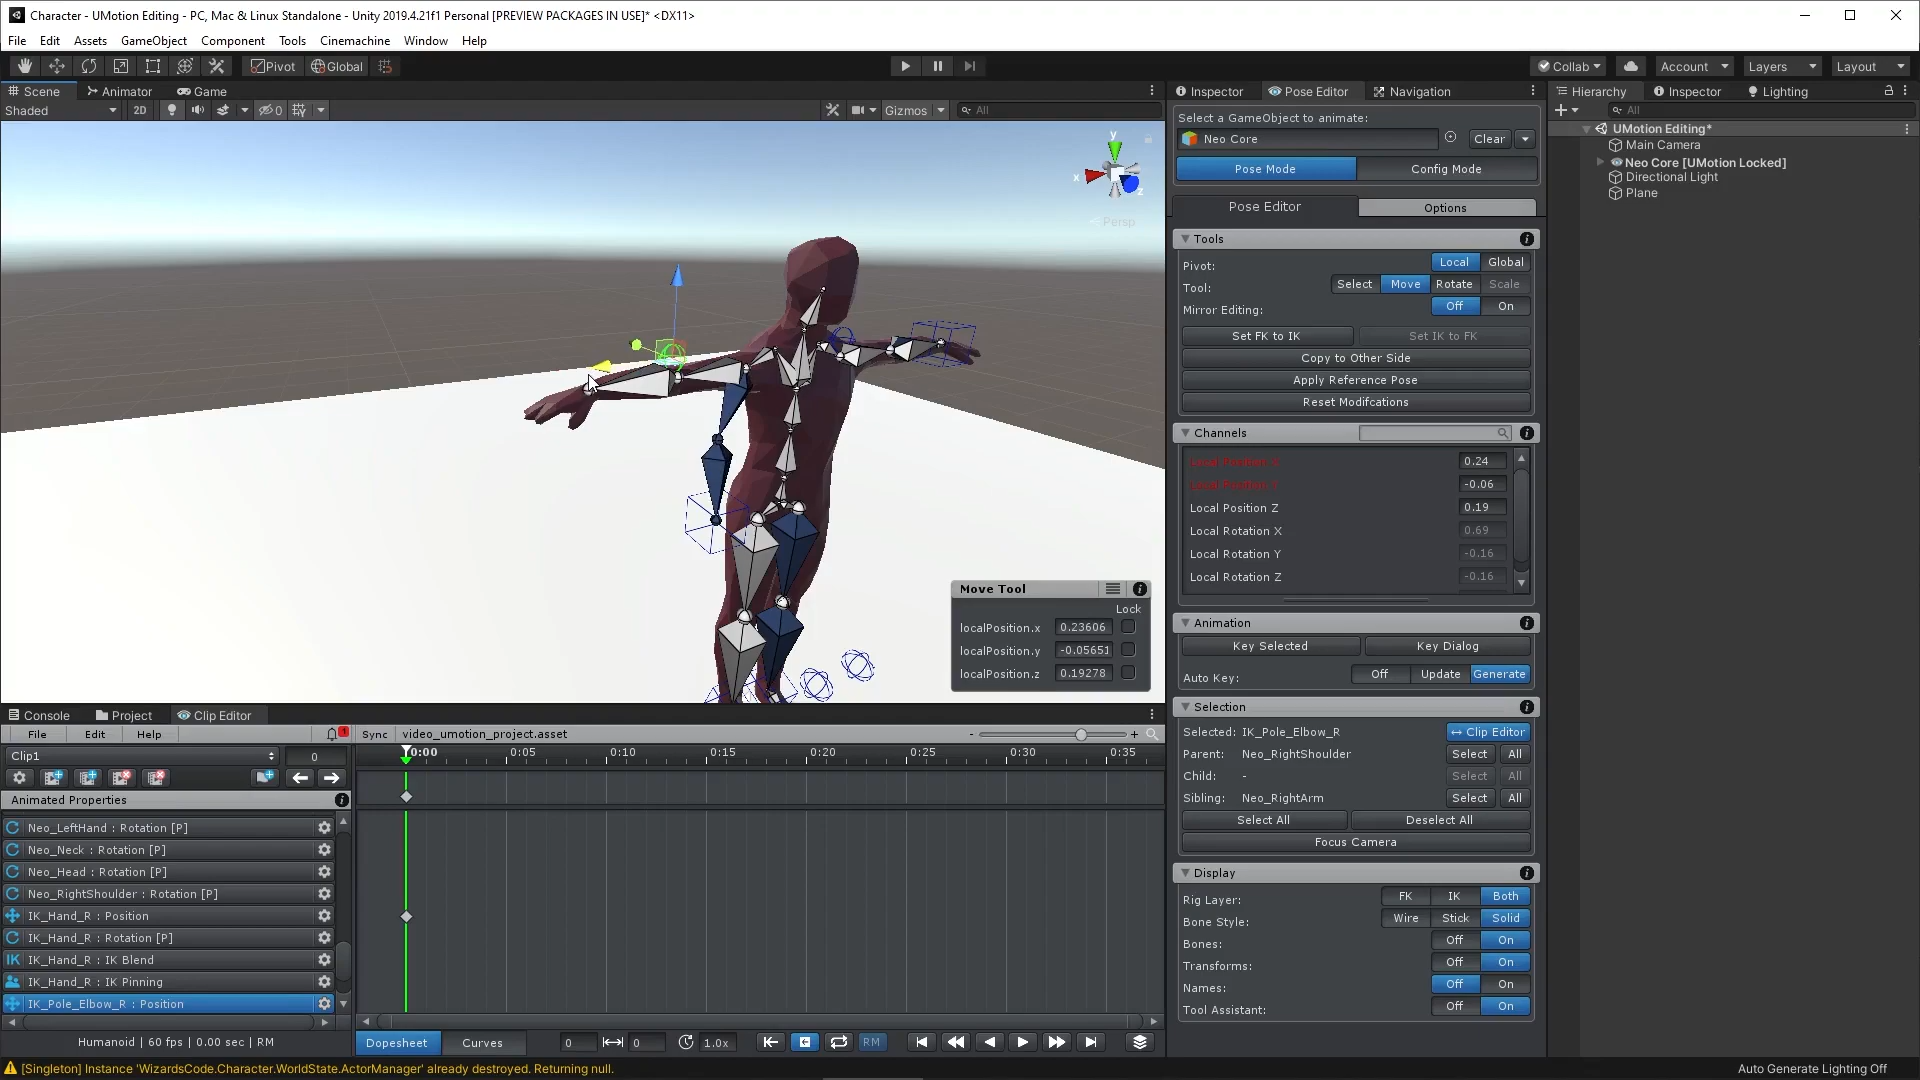 Character - UMotion Editing - PC, Mac & Linux Standalone - Unity 2019.4.21f1 Personal [PREVIEW PACKAGES IN USE]* <DX11>
File Edit Assets GameObject Component Tools Cinemachine Window Help
Pivot Global Collab Account Layers Layout
Scene Animator Game
Shaded 2D 0 Gizmos All
y
x
z
Persp
Move Tool
Lock
localPosition.x 0.23606
localPosition.y -0.05651
localPosition.z 0.19278
Inspector Pose Editor Navigation
Select a GameObject to animate:
Neo Core Clear
Pose Mode Config Mode
Pose Editor Options
Tools
Pivot: Local Global
Tool: Select Move Rotate Scale
Mirror Editing: Off On
Set FK to IK Set IK to FK
Copy to Other Side
Apply Reference Pose
Reset Modifcations
Channels
0.24
-0.06
Local Position Z 0.19
Local Rotation X 0.69
Local Rotation Y -0.16
Local Rotation Z -0.16
Animation
Key Selected Key Dialog
Auto Key: Off Update Generate
Selection
Selected: IK_Pole_Elbow_R Clip Editor
Parent: Neo_RightShoulder Select All
Child: - Select All
Sibling: Neo_RightArm Select All
Select All Deselect All
Focus Camera
Display
Rig Layer: FK IK Both
Bone Style: Wire Stick Solid
Bones: Off On
Transforms: Off On
Names: Off On
Tool Assistant: Off On
Hierarchy Inspector Lighting
All
UMotion Editing*
Main Camera
Neo Core [UMotion Locked]
Directional Light
Plane
Console Project Clip Editor
File Edit Help 1 Sync video_umotion_project.asset - +
Clip1 0
0:00 0:05 0:10 0:15 0:20 0:25 0:30 0:35
Animated Properties
Neo_LeftHand : Rotation [P]
Neo_Neck : Rotation [P]
Neo_Head : Rotation [P]
Neo_RightShoulder : Rotation [P]
IK_Hand_R : Position
IK_Hand_R : Rotation [P]
IK IK_Hand_R : IK Blend
IK_Hand_R : IK Pinning
IK_Pole_Elbow_R : Position
Humanoid | 60 fps | 0.00 sec | RM
Dopesheet Curves 0 0 1.0x RM
[Singleton] Instance 'WizardsCode.Character.WorldState.ActorManager' already destroyed. Returning null.
Auto Generate Lighting Off